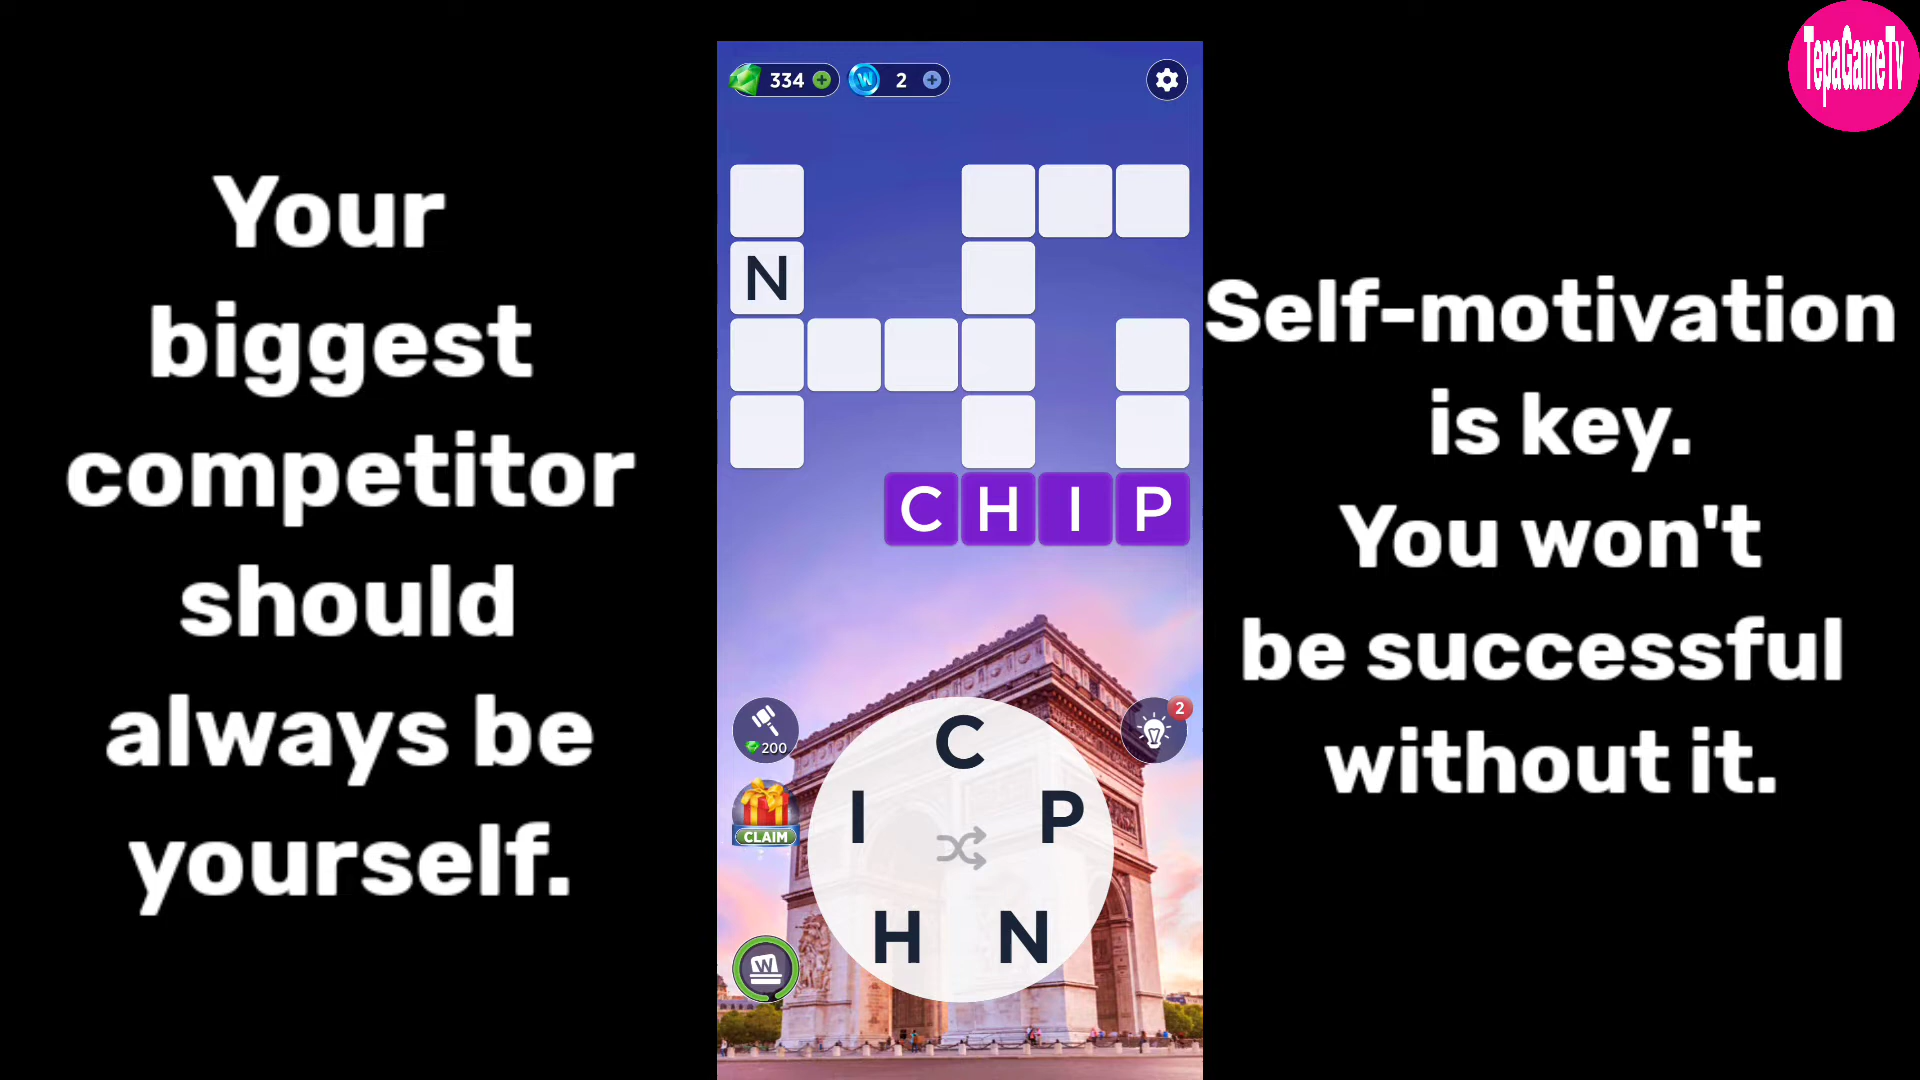 Your
biggest
competitor
should
always be
yourself.
334
W 2
N
CHIP
200
CLAIM
W
2
C
I P
H N
Self-motivation
is key.
You won't
be successful
without it.
TepaGameTv